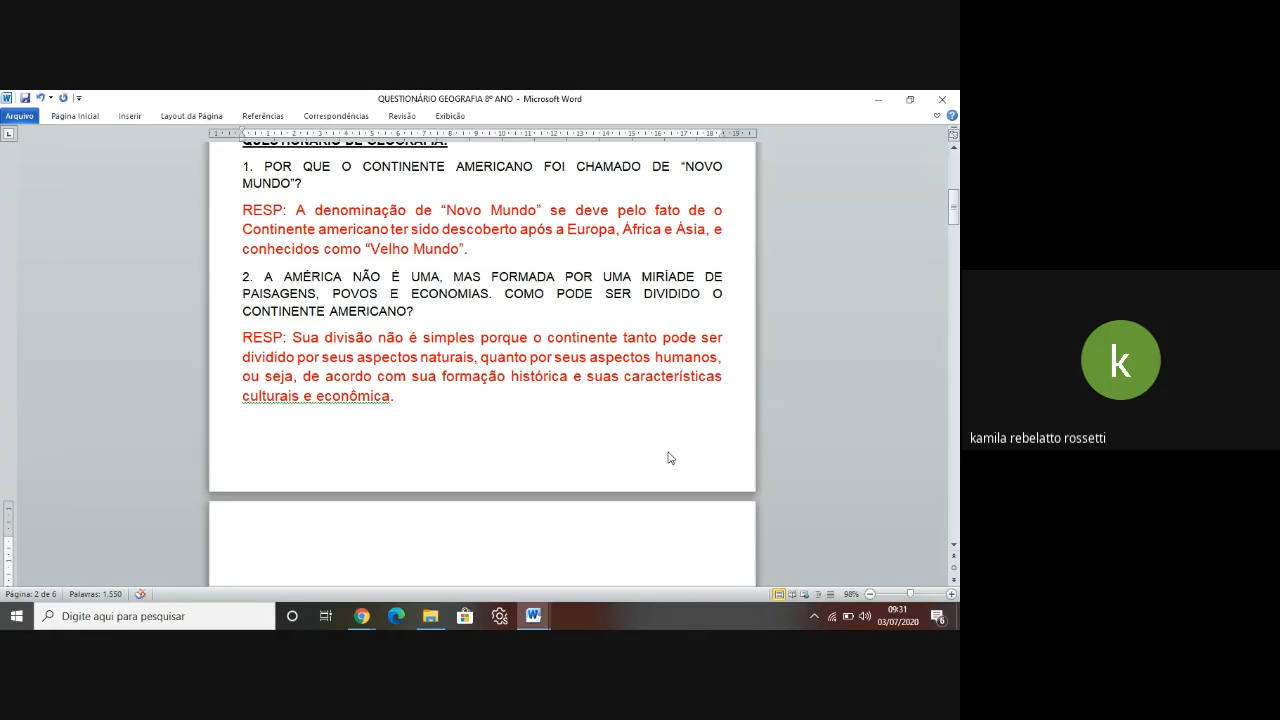 QUESTIONÁRIO GEOGRAFIA 8º ANO - Microsoft Word
Arquivo Página Inicial Inserir Layout da Página Referências Correspondências Revisão Exibição
QUESTIONÁRIO DE GEOGRAFIA:
1. POR QUE O CONTINENTE AMERICANO FOI CHAMADO DE “NOVO
MUNDO”?
RESP: A denominação de “Novo Mundo” se deve pelo fato de o
Continente americano ter sido descoberto após a Europa, África e Ásia, e
conhecidos como “Velho Mundo”.
2. A AMÉRICA NÃO É UMA, MAS FORMADA POR UMA MIRÍADE DE
PAISAGENS, POVOS E ECONOMIAS. COMO PODE SER DIVIDIDO O
CONTINENTE AMERICANO?
RESP: Sua divisão não é simples porque o continente tanto pode ser
dividido por seus aspectos naturais, quanto por seus aspectos humanos,
ou seja, de acordo com sua formação histórica e suas características
culturais e econômica.
k
kamila rebelatto rossetti
Página: 2 de 6 Palavras: 1.550 98%
Digite aqui para pesquisar
09:31
03/07/2020
6